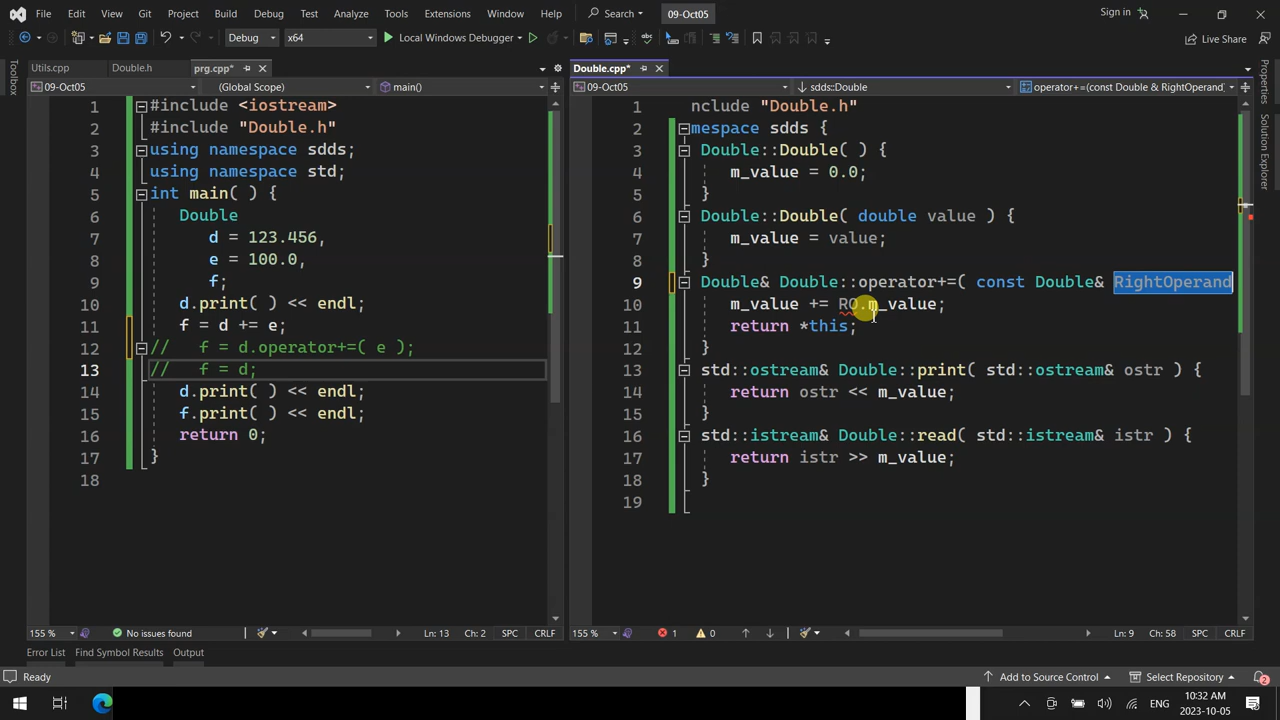 File Edit View Git Project Build Debug Test Analyze Tools Extensions Window Help Search 09-Oct05 Sign in
Debug x64 Local Windows Debugger Live Share
Toolbox
Utils.cpp Double.h prg.cpp*
09-Oct05 (Global Scope) main()
1 #include <iostream>
2 #include "Double.h"
3 using namespace sdds;
4 using namespace std;
5 int main( ) {
6 Double
7 d = 123.456,
8 e = 100.0,
9 f;
10 d.print( ) << endl;
11 f = d += e;
12 // f = d.operator+=( e );
13 // f = d;
14 d.print( ) << endl;
15 f.print( ) << endl;
16 return 0;
17 }
18
155 % No issues found Ln: 13 Ch: 2 SPC CRLF
Double.cpp*
09-Oct05 sdds::Double operator+=(const Double & RightOperand
1 nclude "Double.h"
2 mespace sdds {
3 Double::Double( ) {
4 m_value = 0.0;
5 }
6 Double::Double( double value ) {
7 m_value = value;
8 }
9 Double& Double::operator+=( const Double& RightOperand
10 m_value += RO.m_value;
11 return *this;
12 }
13 std::ostream& Double::print( std::ostream& ostr ) {
14 return ostr << m_value;
15 }
16 std::istream& Double::read( std::istream& istr ) {
17 return istr >> m_value;
18 }
19
155 % 1 0 Ln: 9 Ch: 58 SPC CRLF
Properties
Solution Explorer
Error List Find Symbol Results Output
Ready Add to Source Control Select Repository 2
ENG 10:32 AM
2023-10-05 2